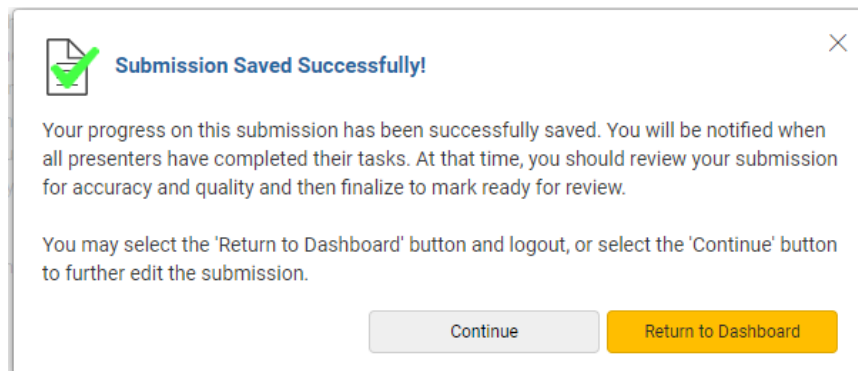 Submission Saved Successfully!
Your progress on this submission has been successfully saved. You will be notified when
all presenters have completed their tasks. At that time, you should review your submission
for accuracy and quality and then finalize to mark ready for review.
You may select the 'Return to Dashboard' button and logout, or select the 'Continue' button
to further edit the submission.
Continue
Return to Dashboard